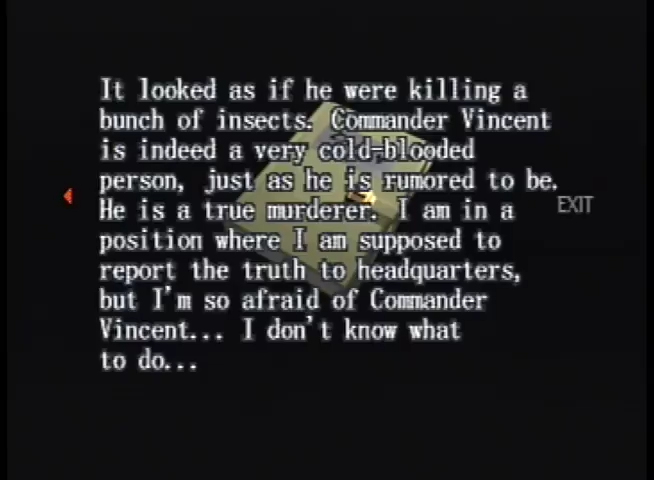 It looked as if he were killing a
bunch of insects. Commander Vincent
is indeed a very cold-blooded
person, just as he is rumored to be.
He is a true murderer. I am in a
EXIT
position where I am supposed to
report the truth to headquarters,
but I'm so afraid of Commander
Vincent... I don't know what
to do...